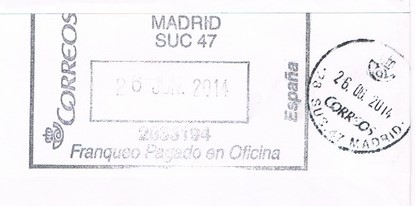 MADRID
SUC 47
CORREOS
26 JUN. 2014
España
Franqueo Pagado en Oficina
26.06.2014
CORREOS
SUC.47 MADRID.